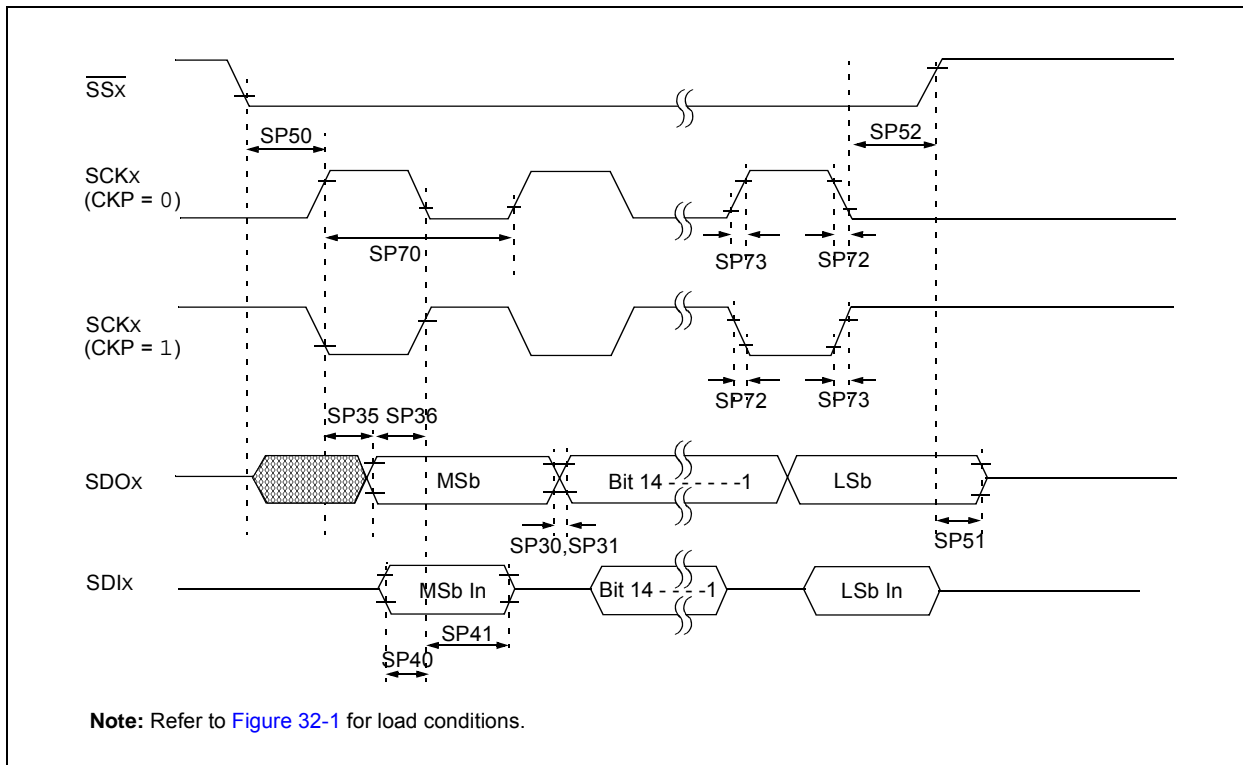 SSx
SP50
SP52
SCKx
(CKP = 0)
SP70
SP73
SP72
SCKx
(CKP = 1)
SP72
SP73
SP35 SP36
SDOx
MSb
Bit 14 - - - - - -1
LSb
SP30,SP31
SP51
SDIx
MSb In
Bit 14 - - - -1
LSb In
SP41
SP40
Note: Refer to Figure 32-1 for load conditions.